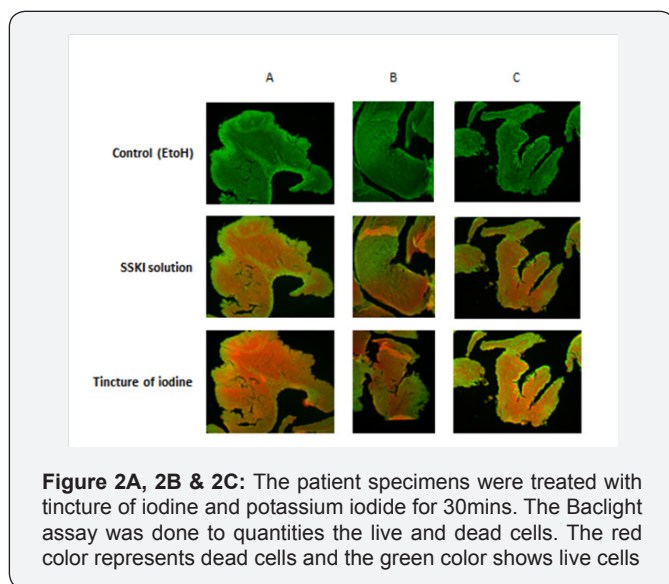 A B C
Control (EtoH)
SSKI solution
Tincture of iodine
Figure 2A, 2B & 2C: The patient specimens were treated with
tincture of iodine and potassium iodide for 30mins. The Baclight
assay was done to quantities the live and dead cells. The red
color represents dead cells and the green color shows live cells